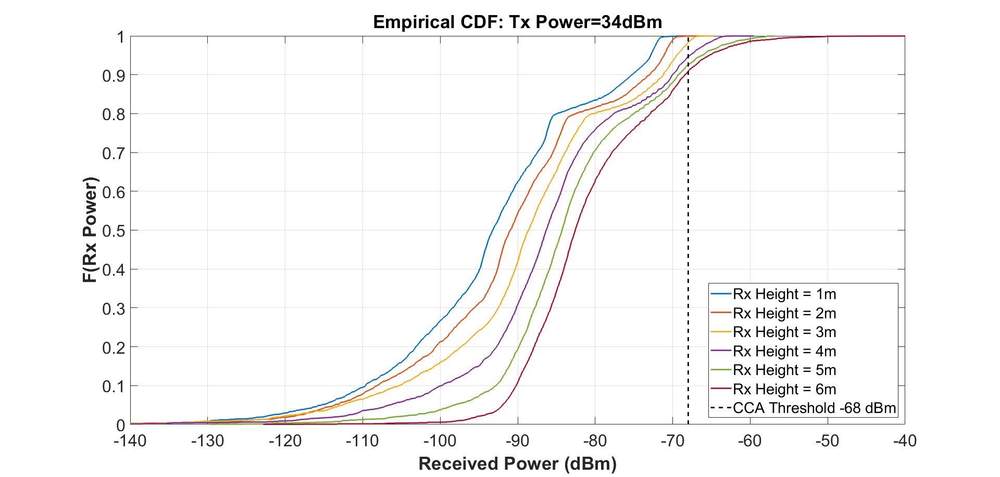 Empirical CDF: Tx Power=34dBm
F(Rx Power)
1
0.9
0.8
0.7
0.6
0.5
0.4
0.3
0.2
0.1
0
-140
-130
-120
-110
-100
-90
-80
-70
-60
-50
-40
Received Power (dBm)
Rx Height = 1m
Rx Height = 2m
Rx Height = 3m
Rx Height = 4m
Rx Height = 5m
Rx Height = 6m
CCA Threshold -68 dBm